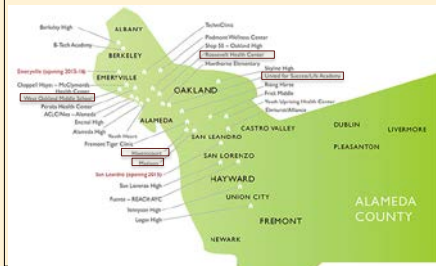 Berkeley High
B-Tech Academy
Emeryville (opening 2015-16)
Chappell Hayes – McClymonds
Health Center
West Oakland Middle School
Peralta Health Center
AC/C/Alea – Alameda
Encinal High
Alameda High
Youth Heart
Fremont Tiger Clinic
Madison
San Leandro (opening 2015)
San Lorenzo High
Fuente – REACH AYC
Tennyson High
Logan High
TechniClinic
Piedmont Wellness Center
Shop 55 – Oakland High
Roosevelt Health Center
Hawthorne Elementary
Skyline High
United for Success/Life Academy
Rising Harte
Frick Middle
Youth Uprising Health Center
Elmhurst/Alliance
ALBANY
BERKELEY
EMERYVILLE
OAKLAND
ALAMEDA
SAN LEANDRO
CASTRO VALLEY
SAN LORENZO
HAYWARD
UNION CITY
FREMONT
NEWARK
DUBLIN
PLEASANTON
LIVERMORE
ALAMEDA
COUNTY